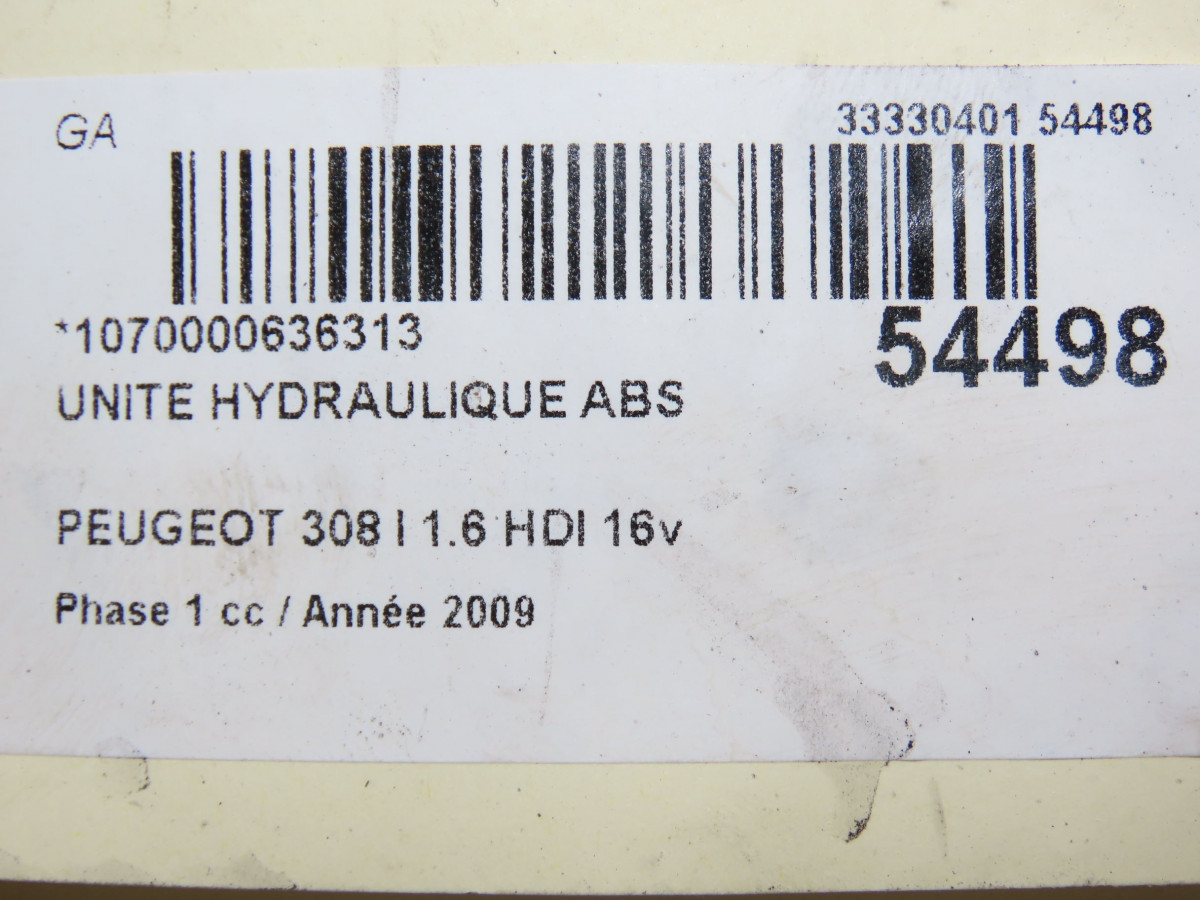 GA 33330401 54498
*1070000636313
54498
UNITE HYDRAULIQUE ABS
PEUGEOT 308 I 1.6 HDI 16v
Phase 1 cc / Année 2009